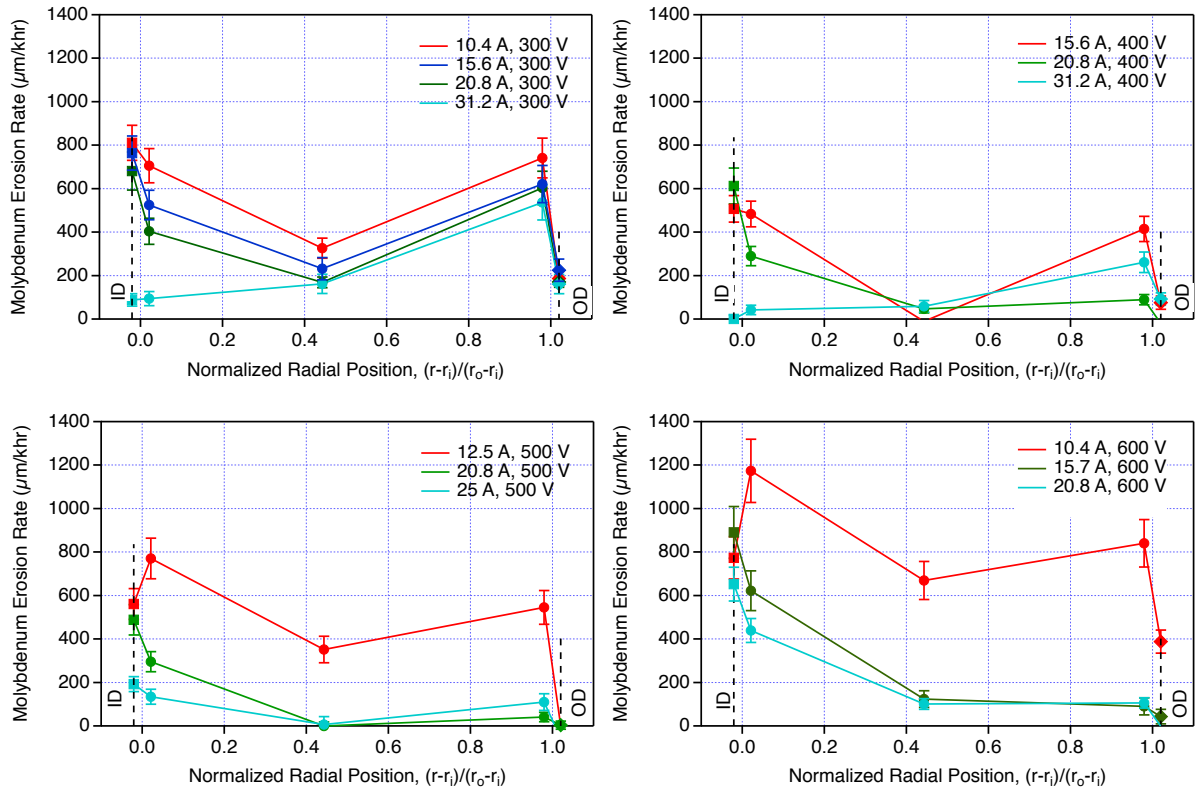 1400
1200
1000
800
600
400
200
0
Molybdenum Erosion Rate (µm/khr)
10.4 A, 300 V
15.6 A, 300 V
20.8 A, 300 V
31.2 A, 300 V
ID
OD
0.0 0.2 0.4 0.6 0.8 1.0
Normalized Radial Position, (r-ri)/(ro-ri)
1400
1200
1000
800
600
400
200
0
Molybdenum Erosion Rate (µm/khr)
15.6 A, 400 V
20.8 A, 400 V
31.2 A, 400 V
ID
OD
0.0 0.2 0.4 0.6 0.8 1.0
Normalized Radial Position, (r-ri)/(ro-ri)
1400
1200
1000
800
600
400
200
0
Molybdenum Erosion Rate (µm/khr)
12.5 A, 500 V
20.8 A, 500 V
25 A, 500 V
ID
OD
0.0 0.2 0.4 0.6 0.8 1.0
Normalized Radial Position, (r-ri)/(ro-ri)
1400
1200
1000
800
600
400
200
0
Molybdenum Erosion Rate (µm/khr)
10.4 A, 600 V
15.7 A, 600 V
20.8 A, 600 V
ID
OD
0.0 0.2 0.4 0.6 0.8 1.0
Normalized Radial Position, (r-ri)/(ro-ri)